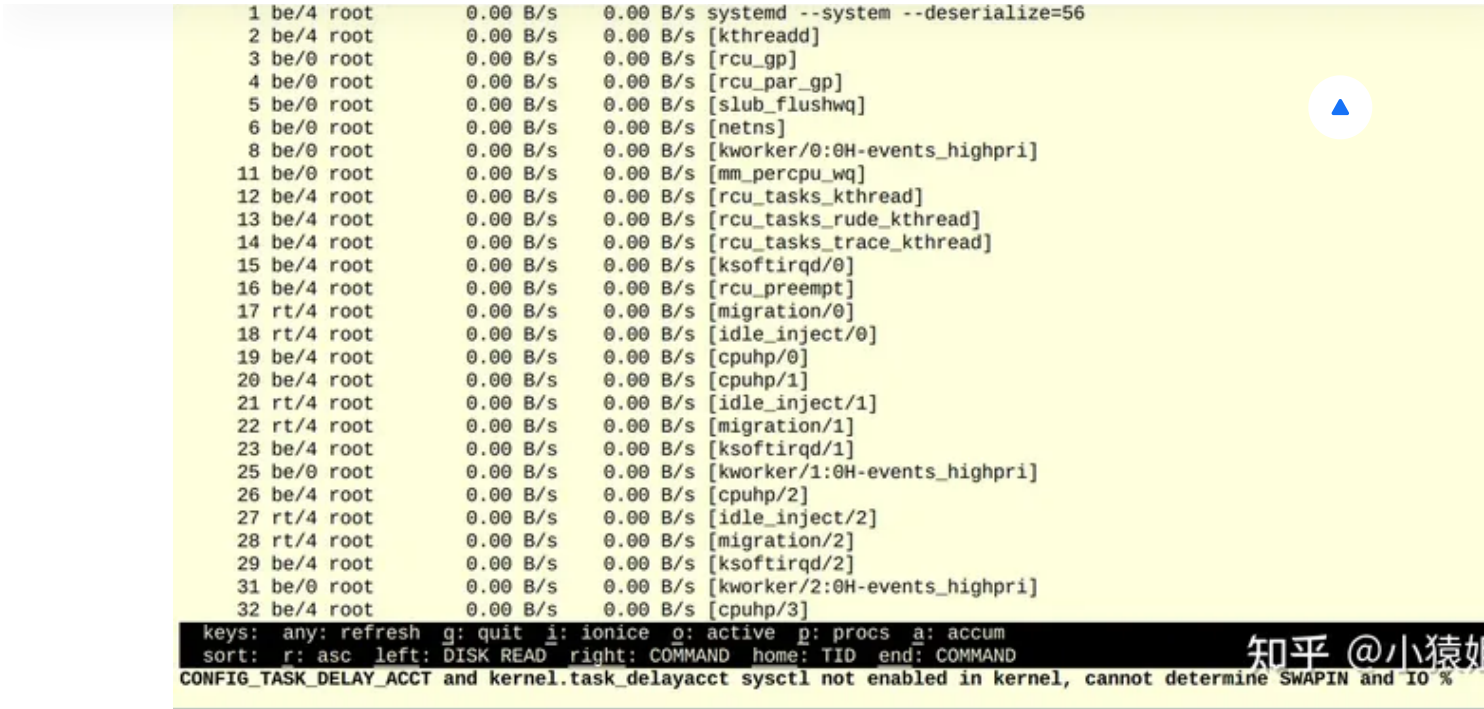 1 be/4 root 0.00 B/s 0.00 B/s systemd --system --deserialize=56
2 be/4 root 0.00 B/s 0.00 B/s [kthreadd]
3 be/0 root 0.00 B/s 0.00 B/s [rcu_gp]
4 be/0 root 0.00 B/s 0.00 B/s [rcu_par_gp]
5 be/0 root 0.00 B/s 0.00 B/s [slub_flushwq]
6 be/0 root 0.00 B/s 0.00 B/s [netns]
8 be/0 root 0.00 B/s 0.00 B/s [kworker/0:0H-events_highpri]
11 be/0 root 0.00 B/s 0.00 B/s [mm_percpu_wq]
12 be/4 root 0.00 B/s 0.00 B/s [rcu_tasks_kthread]
13 be/4 root 0.00 B/s 0.00 B/s [rcu_tasks_rude_kthread]
14 be/4 root 0.00 B/s 0.00 B/s [rcu_tasks_trace_kthread]
15 be/4 root 0.00 B/s 0.00 B/s [ksoftirqd/0]
16 be/4 root 0.00 B/s 0.00 B/s [rcu_preempt]
17 rt/4 root 0.00 B/s 0.00 B/s [migration/0]
18 rt/4 root 0.00 B/s 0.00 B/s [idle_inject/0]
19 be/4 root 0.00 B/s 0.00 B/s [cpuhp/0]
20 be/4 root 0.00 B/s 0.00 B/s [cpuhp/1]
21 rt/4 root 0.00 B/s 0.00 B/s [idle_inject/1]
22 rt/4 root 0.00 B/s 0.00 B/s [migration/1]
23 be/4 root 0.00 B/s 0.00 B/s [ksoftirqd/1]
25 be/0 root 0.00 B/s 0.00 B/s [kworker/1:0H-events_highpri]
26 be/4 root 0.00 B/s 0.00 B/s [cpuhp/2]
27 rt/4 root 0.00 B/s 0.00 B/s [idle_inject/2]
28 rt/4 root 0.00 B/s 0.00 B/s [migration/2]
29 be/4 root 0.00 B/s 0.00 B/s [ksoftirqd/2]
31 be/0 root 0.00 B/s 0.00 B/s [kworker/2:0H-events_highpri]
32 be/4 root 0.00 B/s 0.00 B/s [cpuhp/3]
keys: any: refresh q: quit i: ionice o: active p: procs a: accum
sort: r: asc left: DISK READ right: COMMAND home: TID end: COMMAND
知乎 @小猿
CONFIG_TASK_DELAY_ACCT and kernel.task_delayacct sysctl not enabled in kernel, cannot determine SWAPIN and IO %